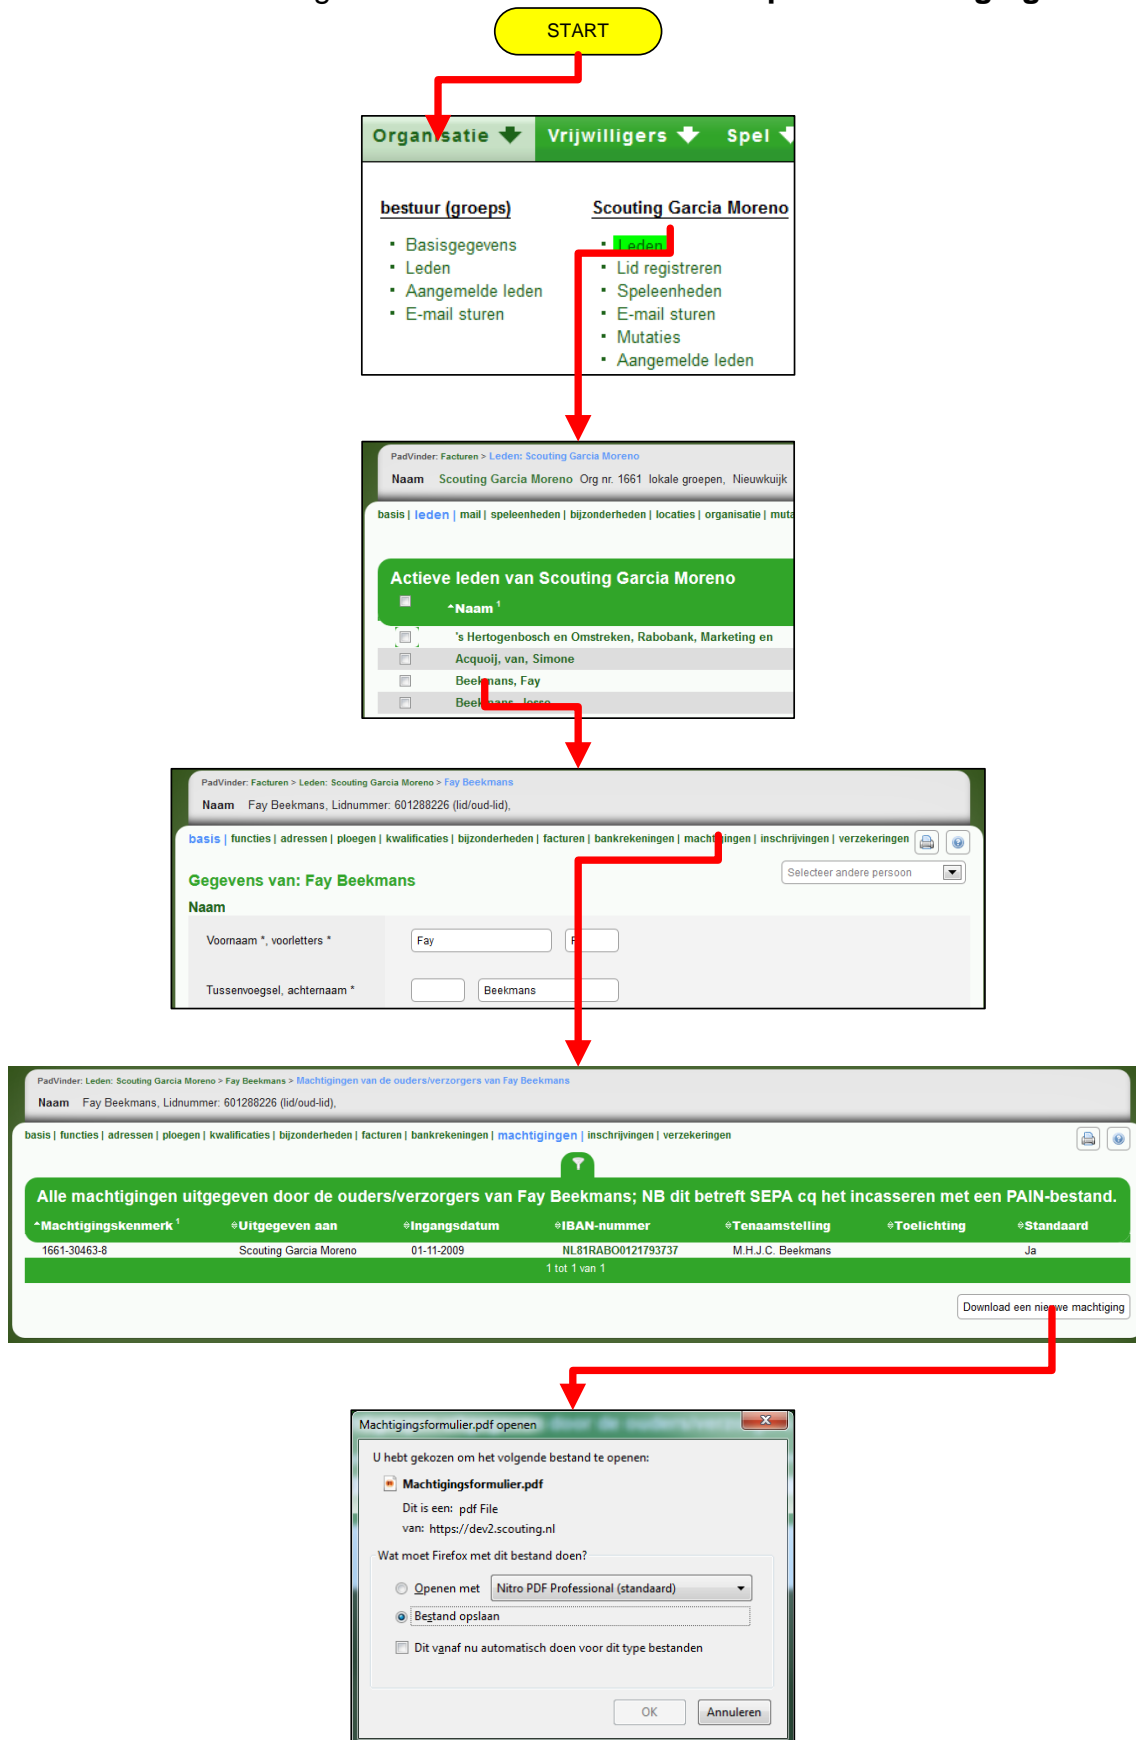 START
Organisatie Vrijwilligers Spel
bestuur (groeps) Scouting Garcia Moreno
Basisgegevens Leden
Leden Lid registreren
Aangemelde leden Speleenheden
E-mail sturen E-mail sturen
Mutaties
Aangemelde leden
PadVinder: Facturen > Leden: Scouting Garcia Moreno
Naam Scouting Garcia Moreno Org nr. 1661 lokale groepen, Nieuwkuijk
basis | leden | mail | speleenheden | bijzonderheden | locaties | organisatie | muta
Actieve leden van Scouting Garcia Moreno
Naam 1
's Hertogenbosch en Omstreken, Rabobank, Marketing en
Acquoij, van, Simone
Beekmans, Fay
Beekmans,
PadVinder: Facturen > Leden: Scouting Garcia Moreno > Fay Beekmans
Naam Fay Beekmans, Lidnummer: 601288226 (lid/oud-lid),
basis | functies | adressen | ploegen | kwalificaties | bijzonderheden | facturen | bankrekeningen | machtigingen | inschrijvingen | verzekeringen
Selecteer andere persoon
Gegevens van: Fay Beekmans
Naam
Voornaam *, voorletters * Fay
Tussenvoegsel, achternaam * Beekmans
PadVinder: Leden: Scouting Garcia Moreno > Fay Beekmans > Machtigingen van de ouders/verzorgers van Fay Beekmans
Naam Fay Beekmans, Lidnummer: 601288226 (lid/oud-lid),
basis | functies | adressen | ploegen | kwalificaties | bijzonderheden | facturen | bankrekeningen | machtigingen | inschrijvingen | verzekeringen
Alle machtigingen uitgegeven door de ouders/verzorgers van Fay Beekmans; NB dit betreft SEPA cq het incasseren met een PAIN-bestand.
Machtigingskenmerk 1 Uitgegeven aan Ingangsdatum IBAN-nummer Tenaamstelling Toelichting Standaard
1661-30463-8 Scouting Garcia Moreno 01-11-2009 NL81RABO0121793737 M.H.J.C. Beekmans Ja
1 tot 1 van 1
Download een nieuwe machtiging
Machtigingsformulier.pdf openen
U hebt gekozen om het volgende bestand te openen:
Machtigingsformulier.pdf
Dit is een: pdf File
van: https://dev2.scouting.nl
Wat moet Firefox met dit bestand doen?
Openen met Nitro PDF Professional (standaard)
Bestand opslaan
Dit vanaf nu automatisch doen voor dit type bestanden
OK Annuleren